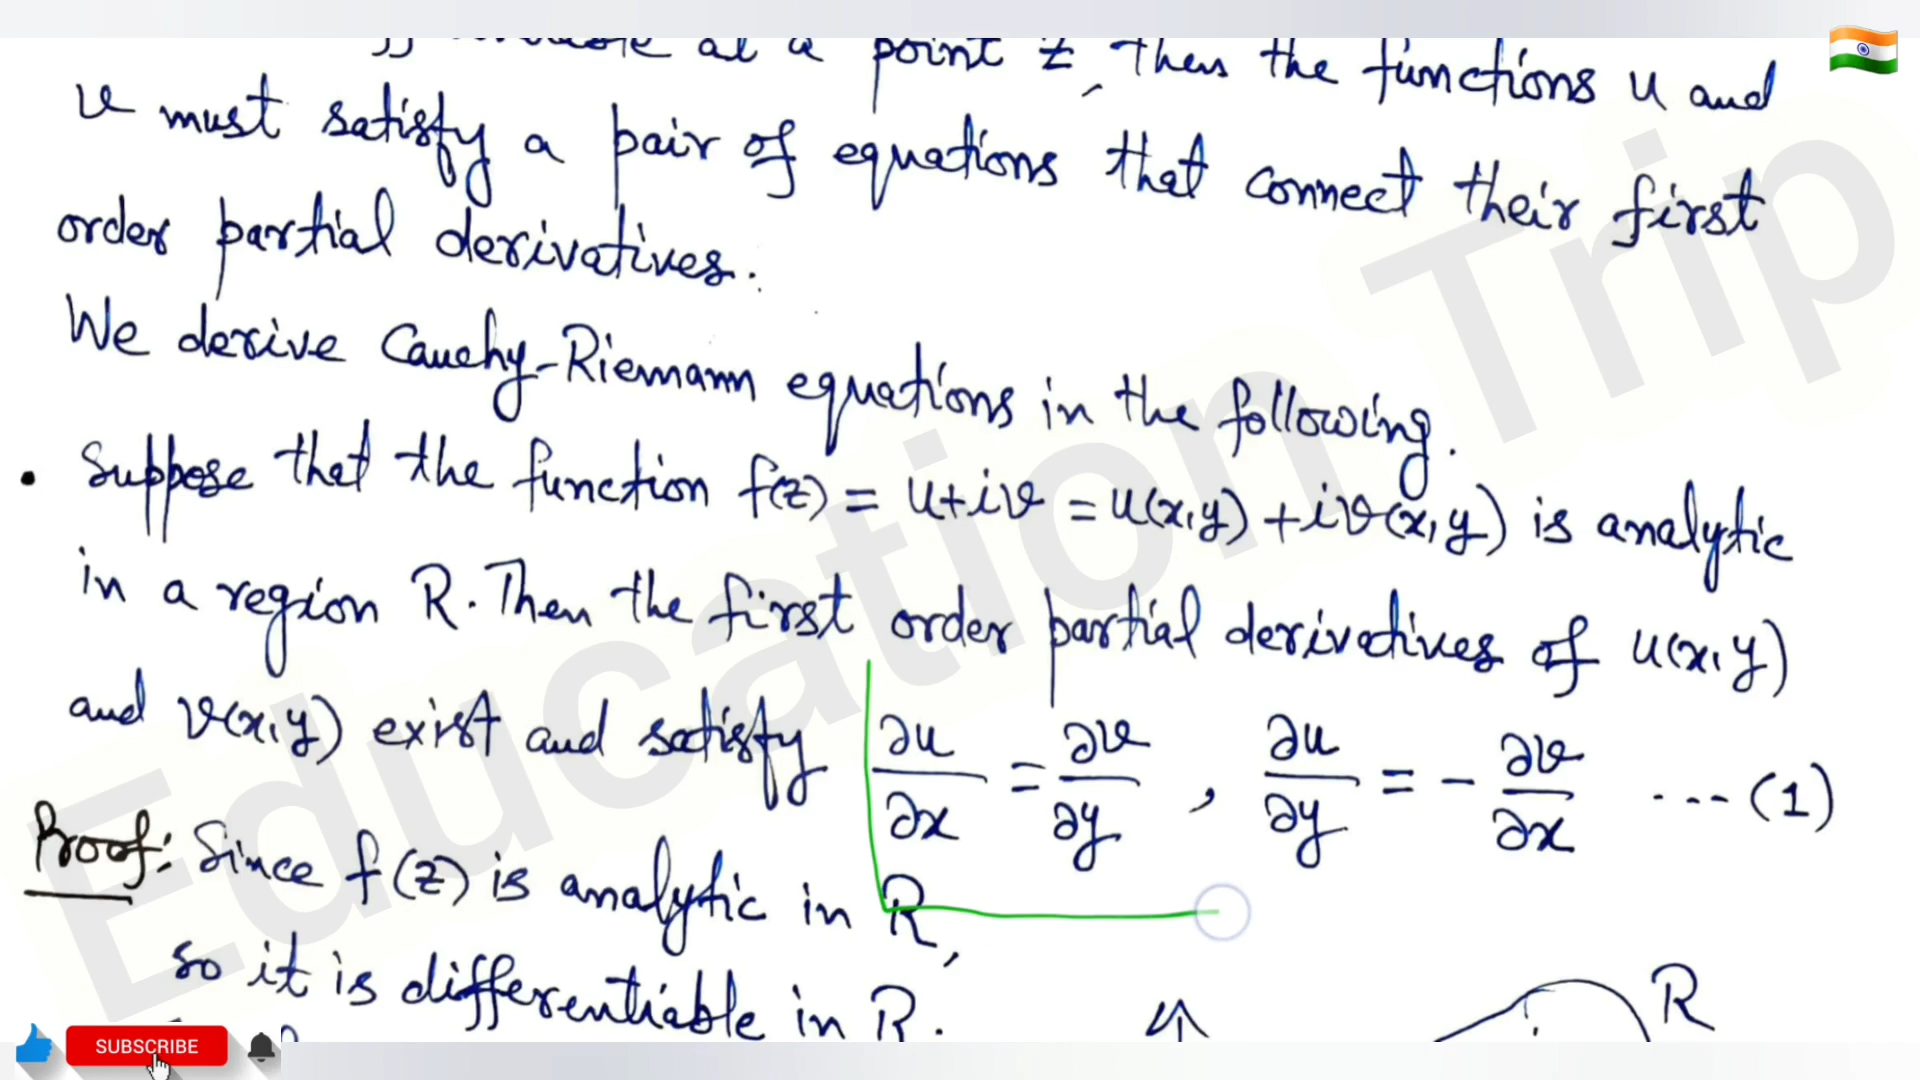 at a point z, then the functions u and
v must satisfy a pair of equations that connect their first
order partial derivatives.
We derive Cauchy-Riemann equations in the following.
• Suppose that the function f(z) = u+iv = u(x,y) + iv(x,y) is analytic
in a region R. Then the first order partial derivatives of u(x,y)
and v(x,y) exist and satisfy ∂u/∂x = ∂v/∂y , ∂u/∂y = - ∂v/∂x --- (1)
Proof: Since f(z) is analytic in R,
so it is differentiable in R.
R
Education Trip
SUBSCRIBE